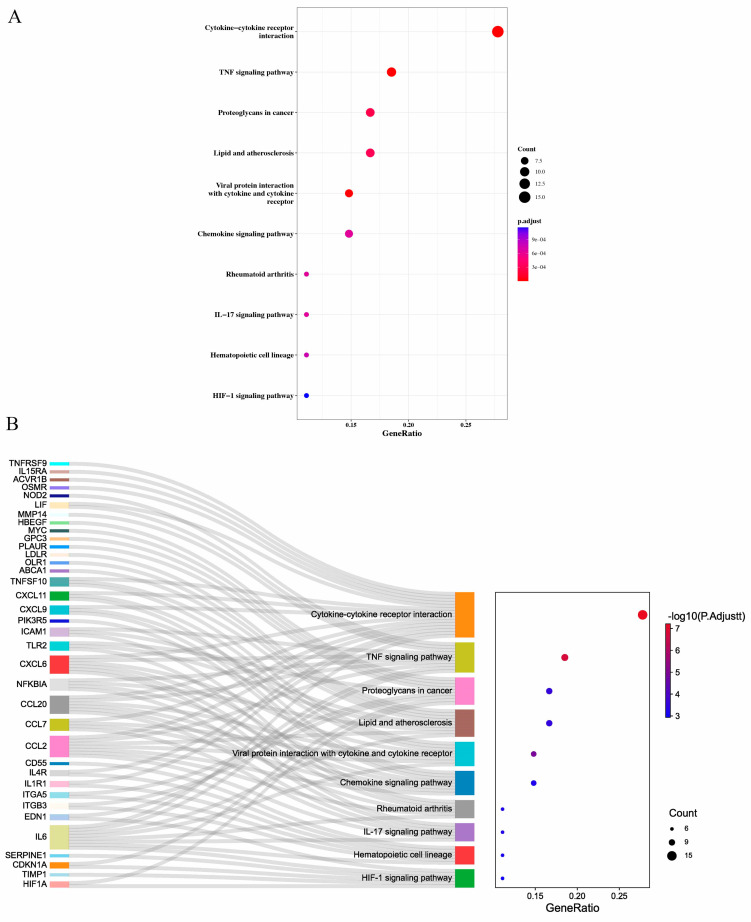 A
Cytokine−cytokine receptor
interaction
TNF signaling pathway
Proteoglycans in cancer
Lipid and atherosclerosis
Viral protein interaction
with cytokine and cytokine
receptor
Chemokine signaling pathway
Rheumatoid arthritis
IL−17 signaling pathway
Hematopoietic cell lineage
HIF−1 signaling pathway
0.15
0.20
0.25
GeneRatio
Count
7.5
10.0
12.5
15.0
p.adjust
9e−04
6e−04
3e−04
B
TNFRSF9
IL15RA
ACVR1B
OSMR
NOD2
LIF
MMP14
HBEGF
MYC
GPC3
PLAUR
LDLR
OLR1
ABCA1
TNFSF10
CXCL11
CXCL9
PIK3R5
ICAM1
TLR2
CXCL6
NFKBIA
CCL20
CCL7
CCL2
CD55
IL4R
IL1R1
ITGA5
ITGB3
EDN1
IL6
SERPINE1
CDKN1A
TIMP1
HIF1A
Cytokine-cytokine receptor interaction
TNF signaling pathway
Proteoglycans in cancer
Lipid and atherosclerosis
Viral protein interaction with cytokine and cytokine receptor
Chemokine signaling pathway
Rheumatoid arthritis
IL-17 signaling pathway
Hematopoietic cell lineage
HIF-1 signaling pathway
0.15
0.20
0.25
GeneRatio
-log10(P.Adjustt)
7
6
5
4
3
Count
6
9
15